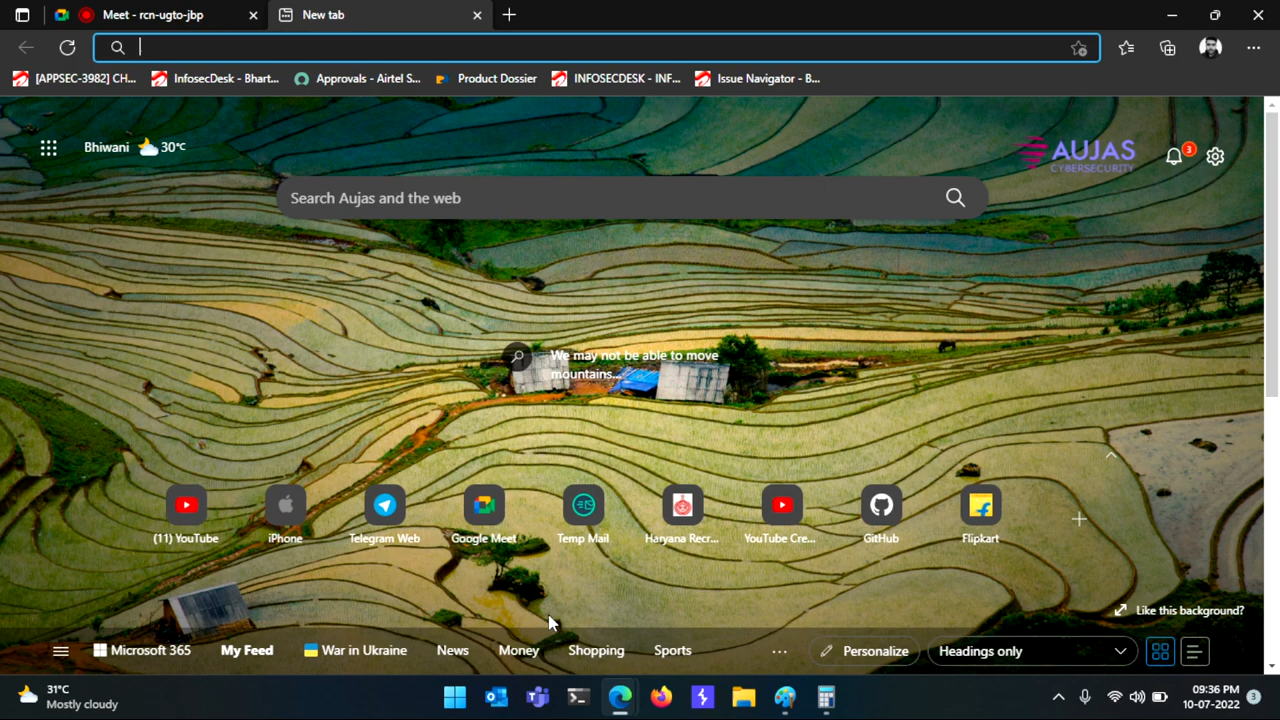 Meet - rcn-ugto-jbp
New tab
[APPSEC-3982] CH...
InfosecDesk - Bhart...
Approvals - Airtel S...
Product Dossier
INFOSECDESK - INF...
Issue Navigator - B...
Bhiwani 30°C
AUJAS
CYBERSECURITY
3
Search Aujas and the web
We may not be able to move
mountains...
(11) YouTube
iPhone
Telegram Web
Google Meet
Temp Mail
Haryana Recr...
YouTube Cre...
GitHub
Flipkart
Like this background?
Microsoft 365
My Feed
War in Ukraine
News
Money
Shopping
Sports
...
Personalize
Headings only
31°C
Mostly cloudy
09:36 PM
10-07-2022
3